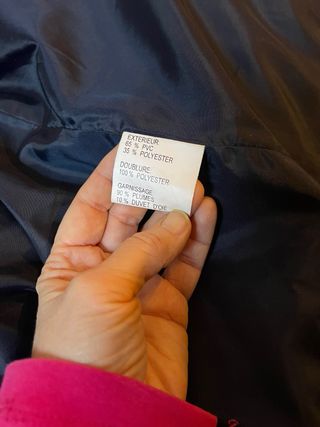 EXTERIEUR
65 % PVC
35 % POLYESTER
DOUBLURE
100 % POLYESTER
GARNISSAGE
90 % PLUMES
10 % DUVET D'OIE